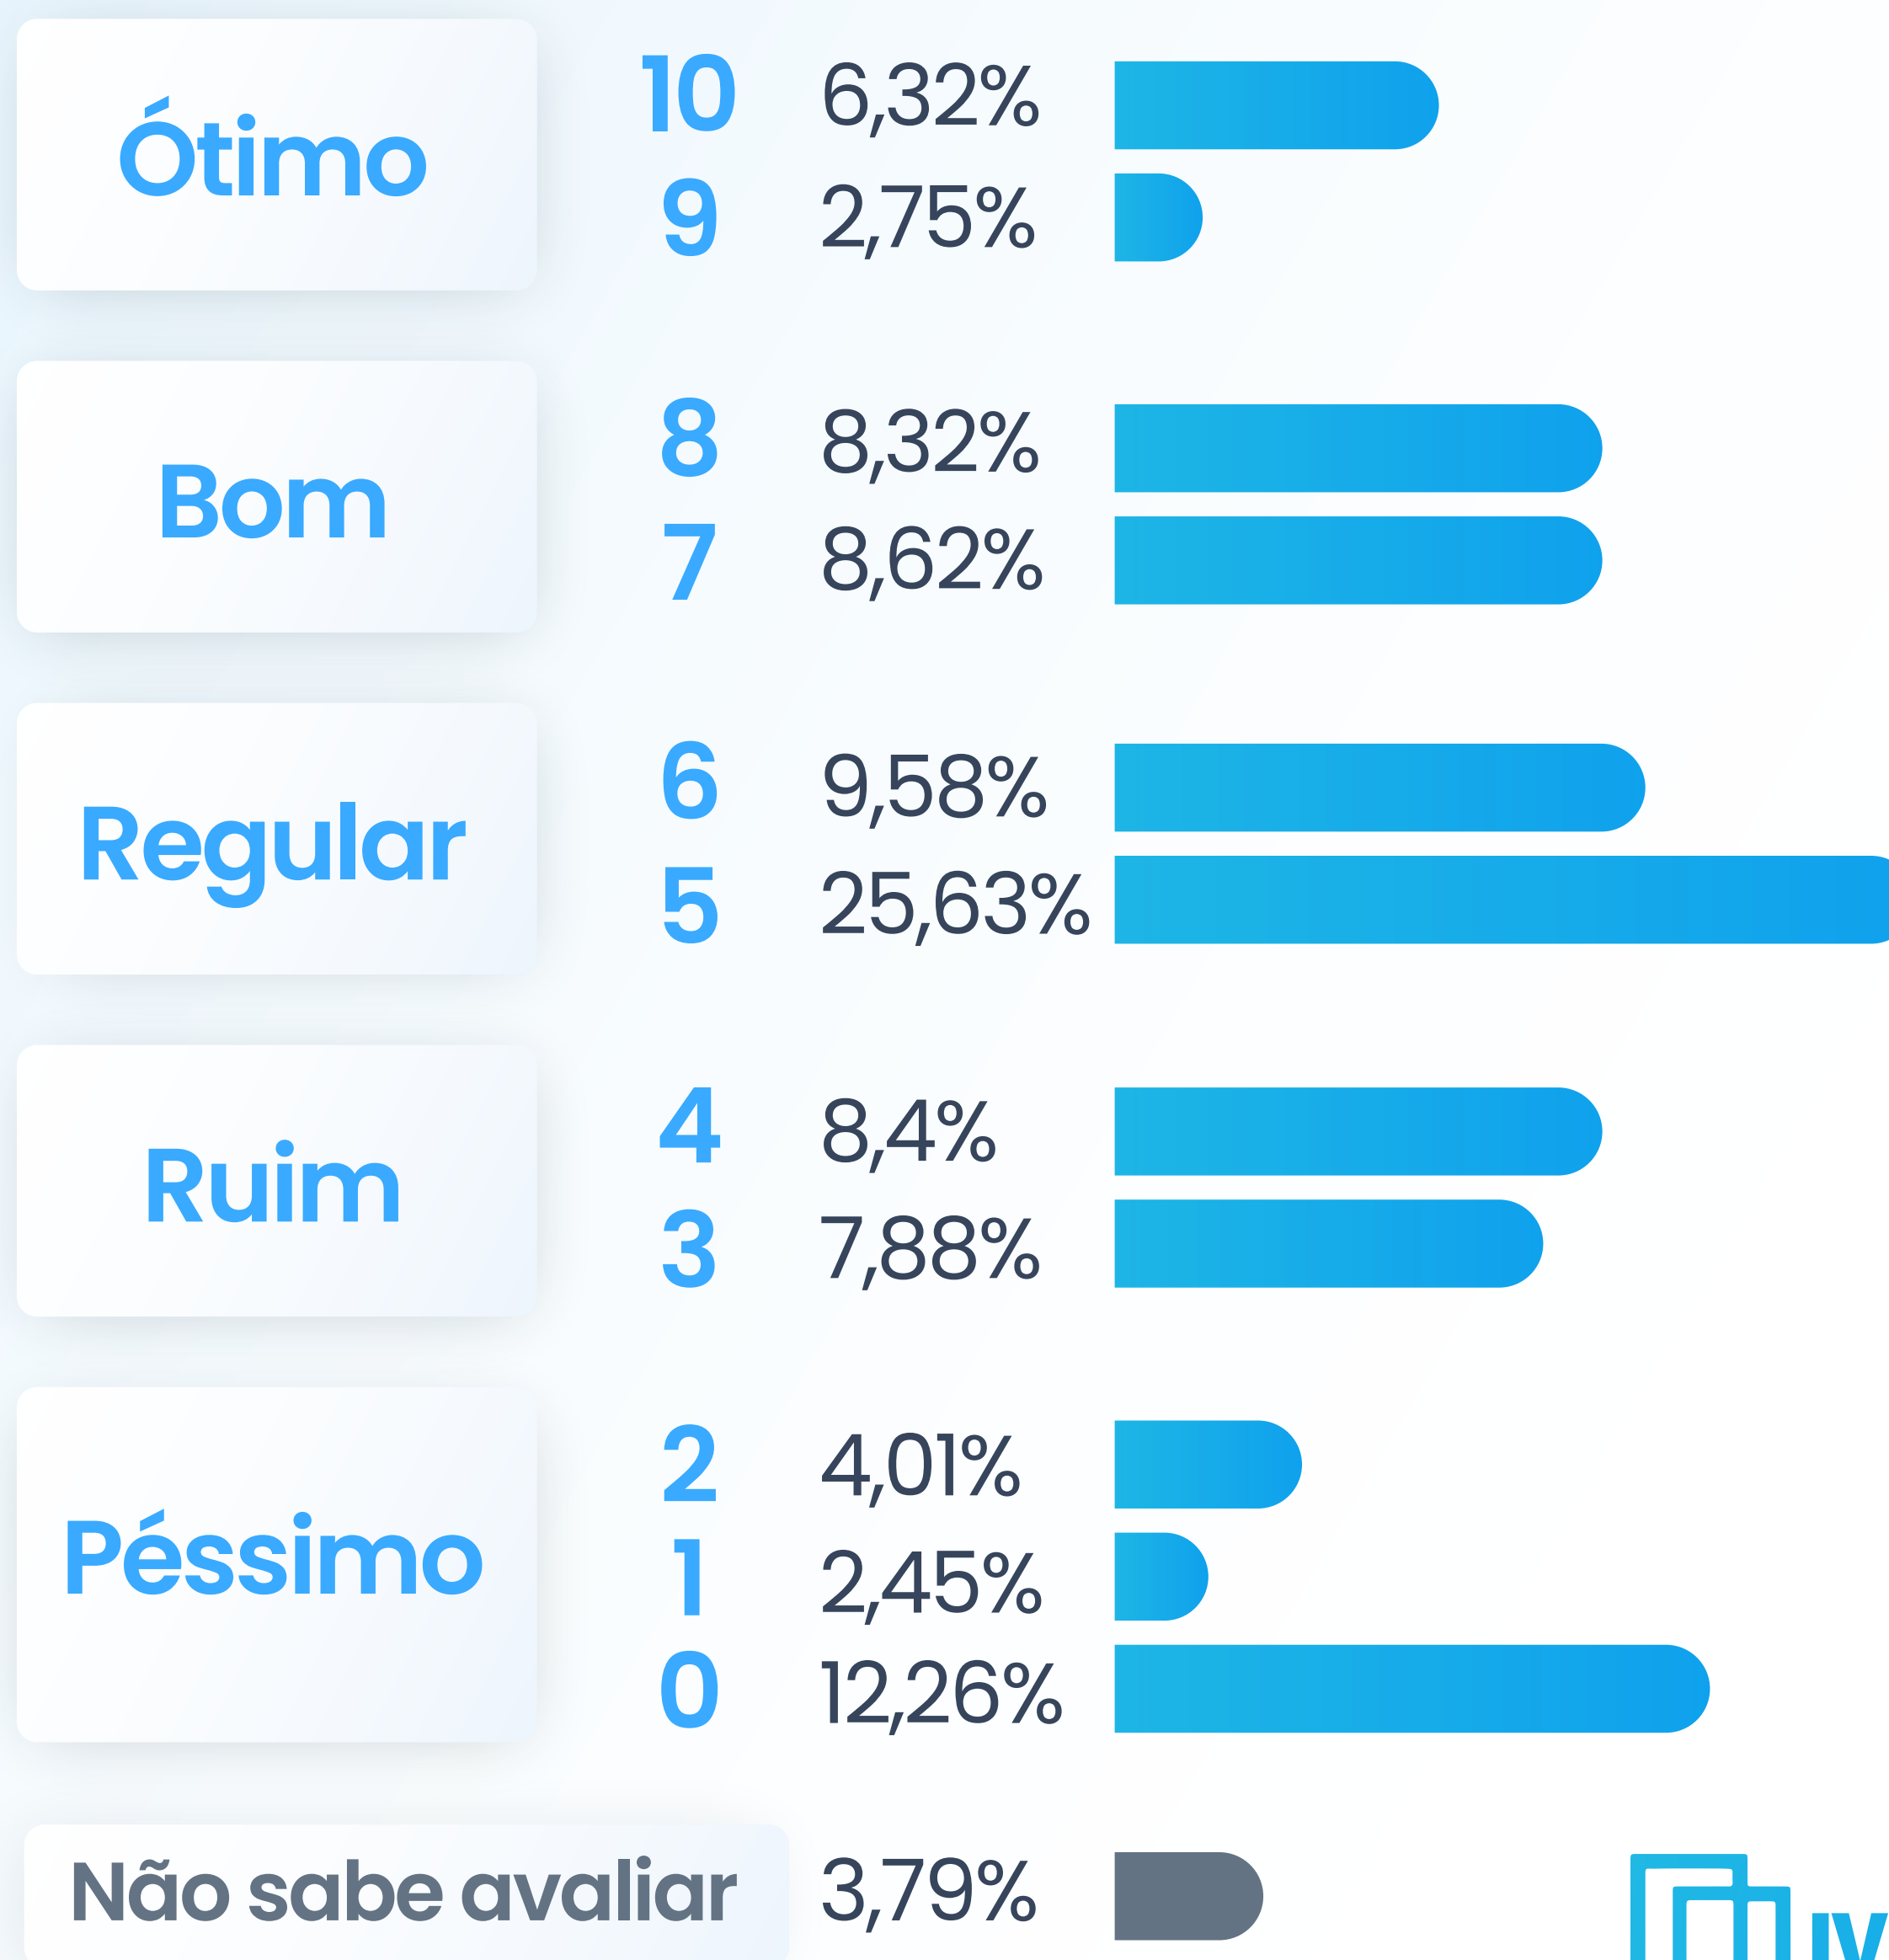 Ótimo
10 6,32%
9 2,75%
Bom
8 8,32%
7 8,62%
Regular
6 9,58%
5 25,63%
Ruim
4 8,4%
3 7,88%
Péssimo
2 4,01%
1 2,45%
0 12,26%
Não sabe avaliar 3,79%